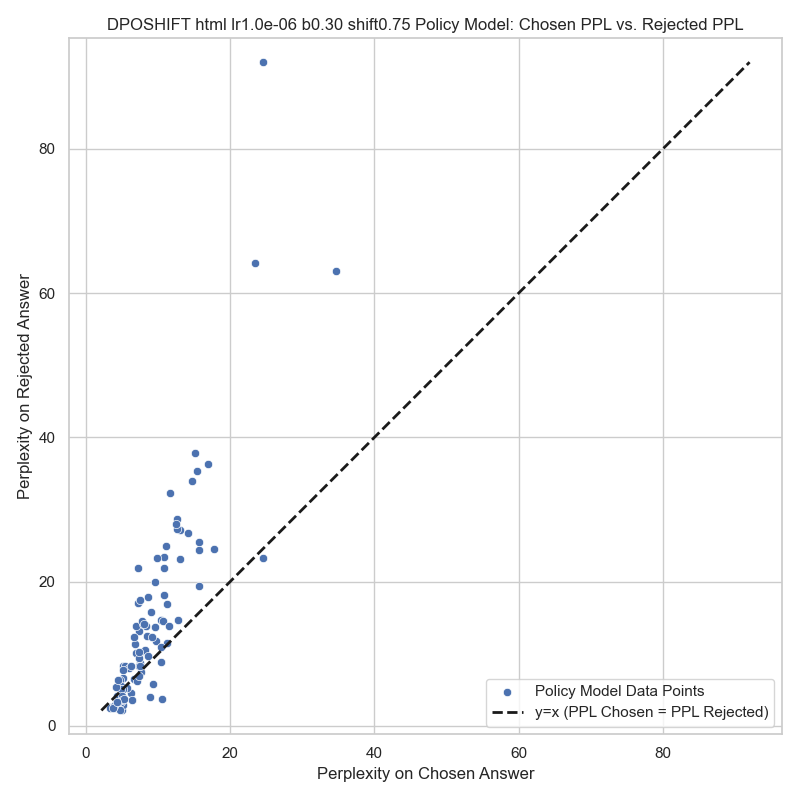 DPOSHIFT html lr1.0e-06 b0.30 shift0.75 Policy Model: Chosen PPL vs. Rejected PPL
Perplexity on Rejected Answer
80
60
40
20
0
Policy Model Data Points
y=x (PPL Chosen = PPL Rejected)
0 20 40 60 80
Perplexity on Chosen Answer